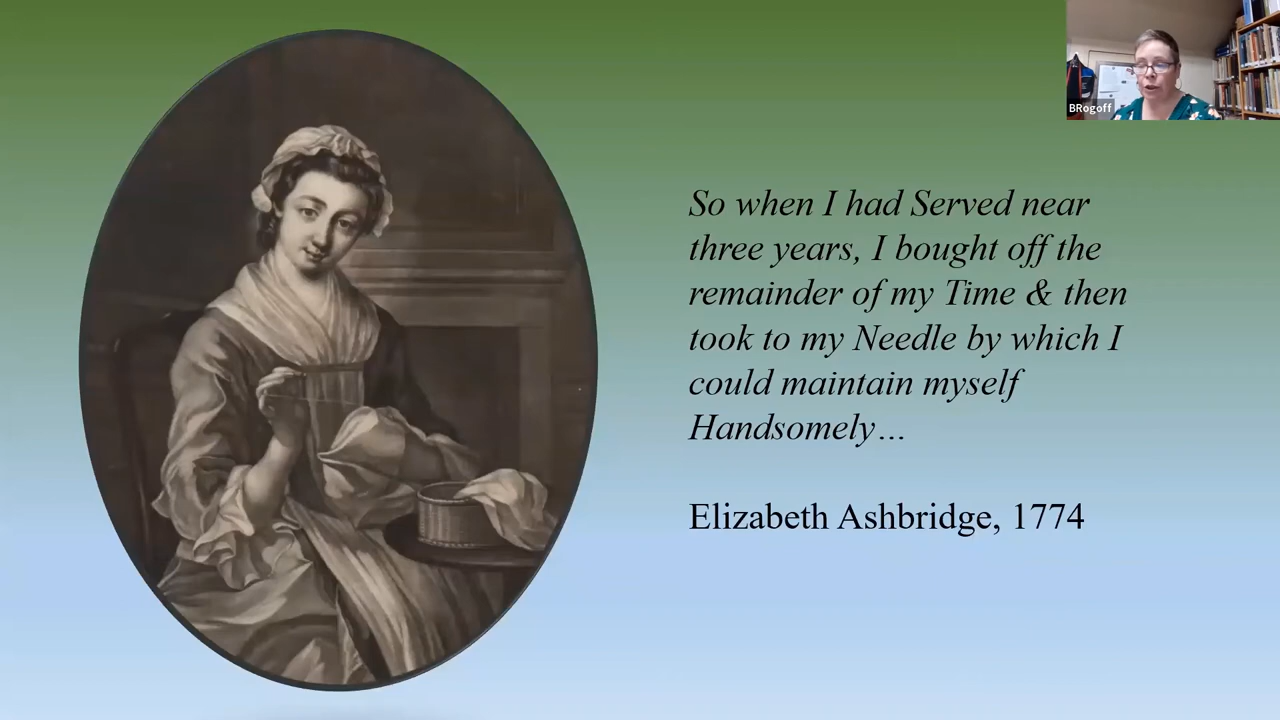 BRogoff
So when I had Served near
three years, I bought off the
remainder of my Time & then
took to my Needle by which I
could maintain myself
Handsomely…
Elizabeth Ashbridge, 1774